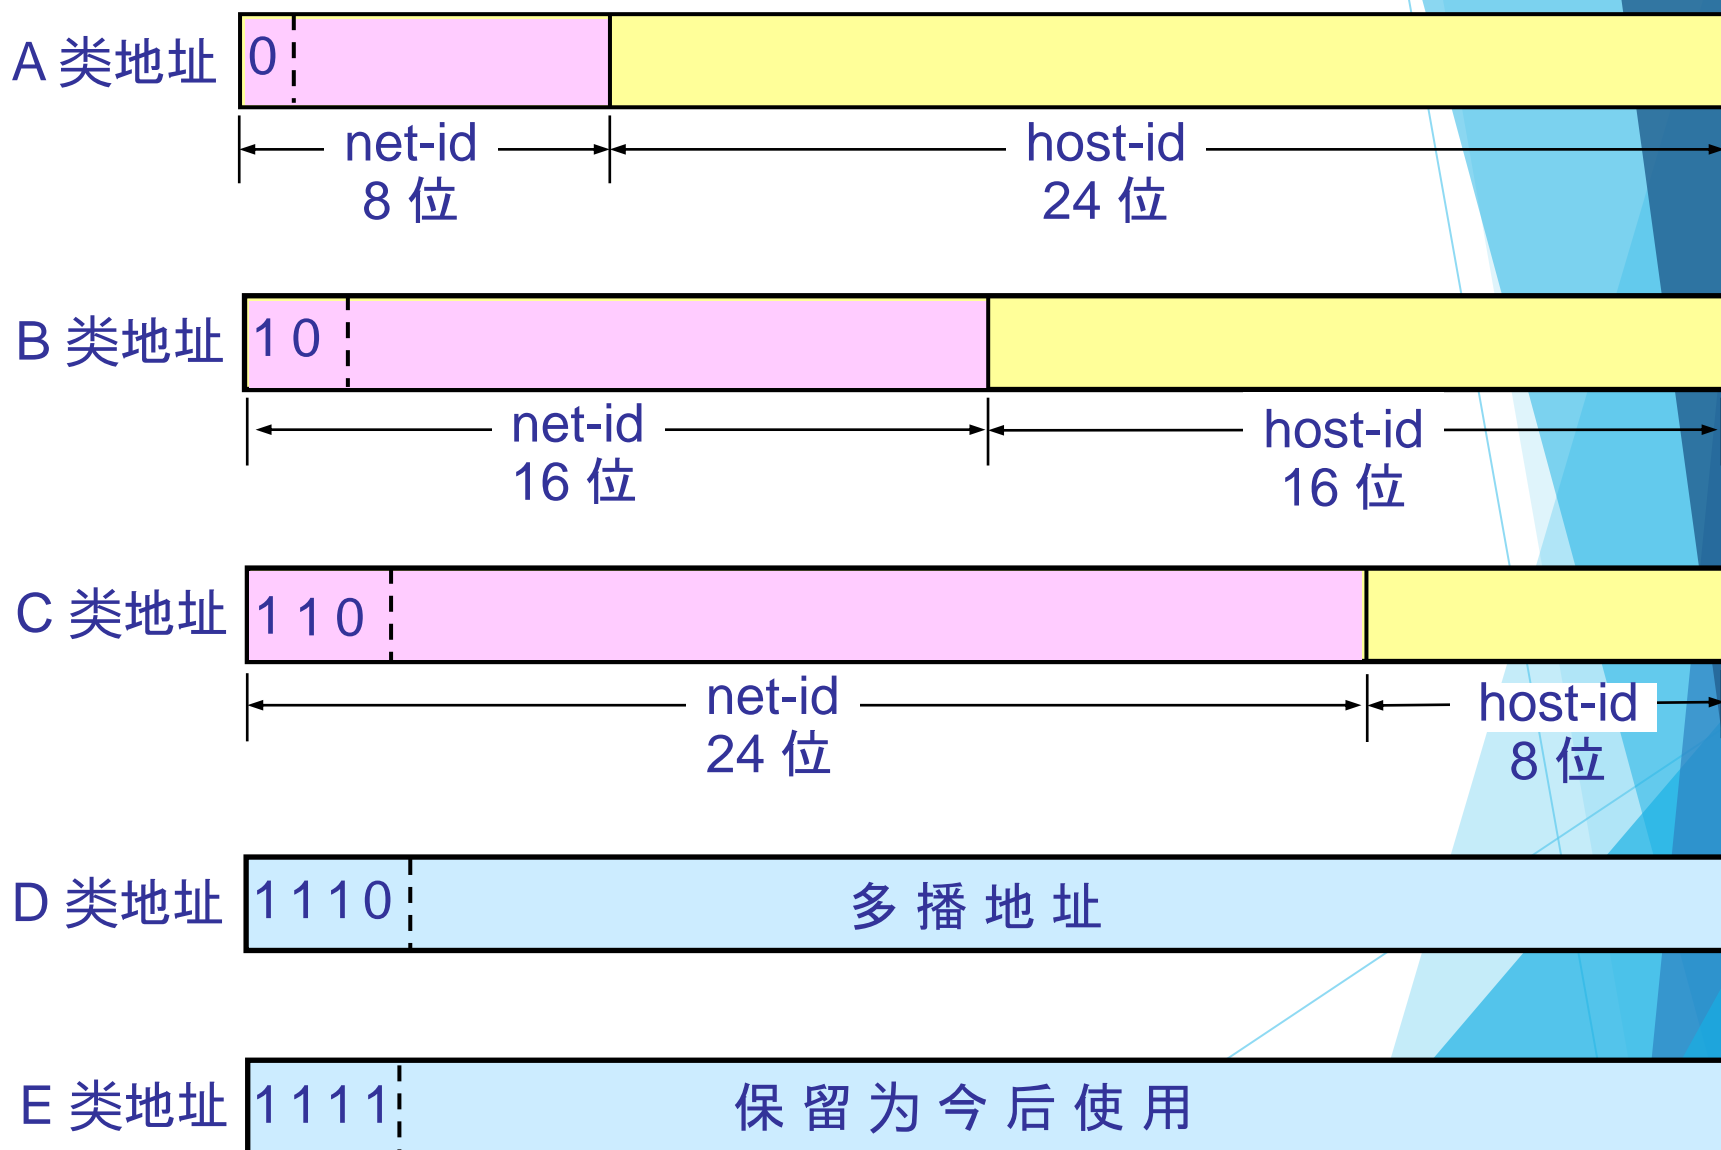 A 类地址 0
net-id host-id
8 位 24 位
B 类地址 1 0
net-id host-id
16 位 16 位
C 类地址 1 1 0
net-id host-id
24 位 8 位
D 类地址 1 1 1 0 多 播 地 址
E 类地址 1 1 1 1 保 留 为 今 后 使 用